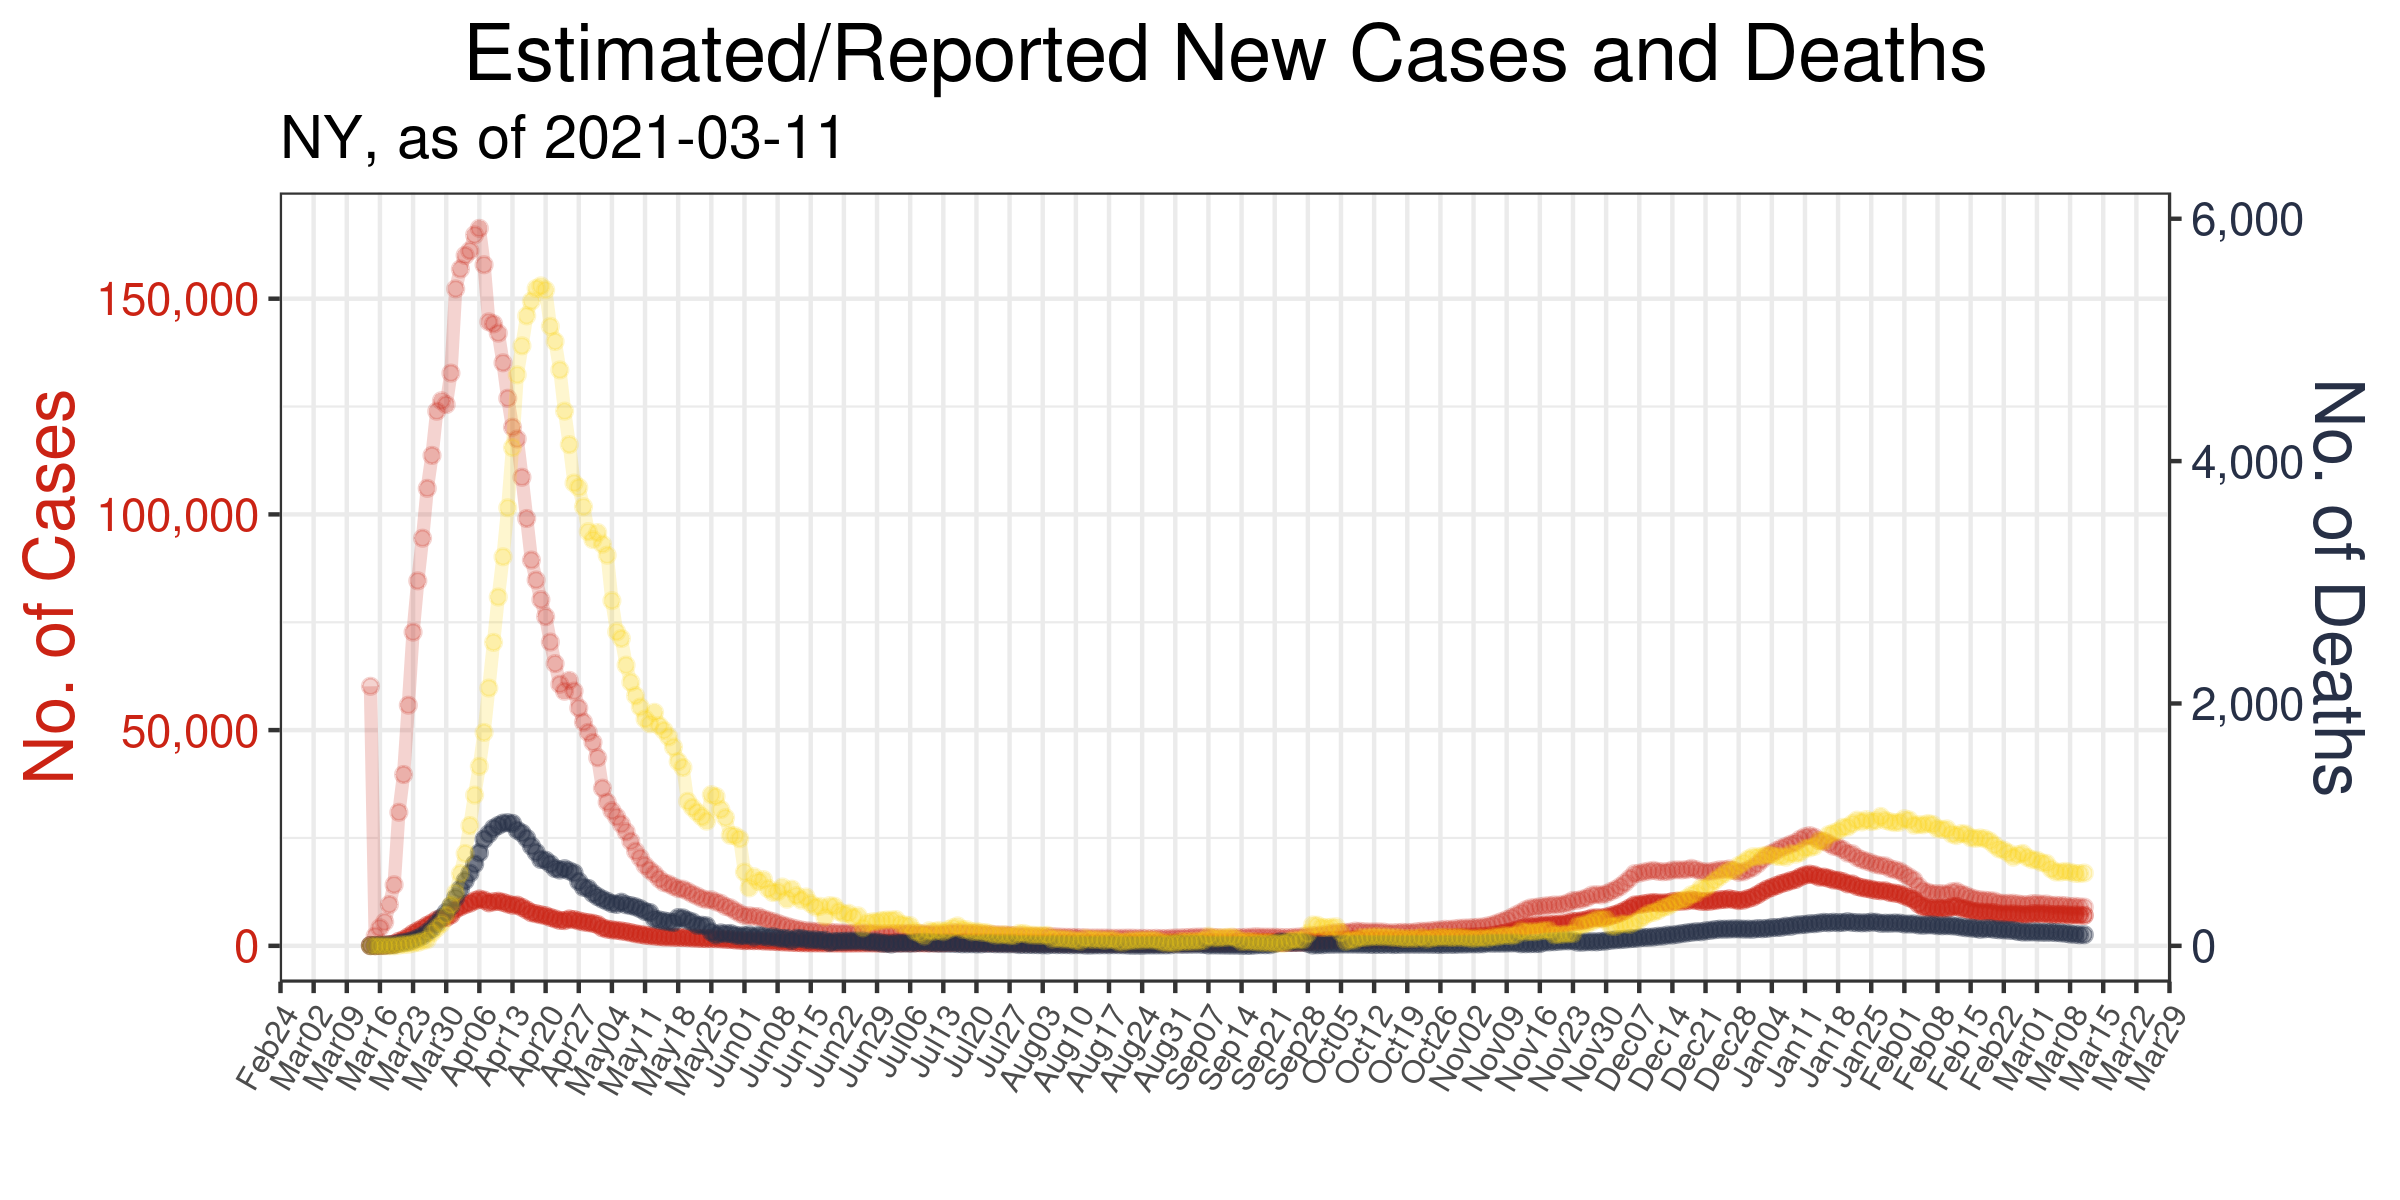 Estimated/Reported New Cases and Deaths
NY, as of 2021-03-11
No. of Cases
150,000
100,000
50,000
0
6,000
4,000
2,000
0
No. of Deaths
Feb24
Mar02
Mar09
Mar16
Mar23
Mar30
Apr06
Apr13
Apr20
Apr27
May04
May11
May18
May25
Jun01
Jun08
Jun15
Jun22
Jun29
Jul06
Jul13
Jul20
Jul27
Aug03
Aug10
Aug17
Aug24
Aug31
Sep07
Sep14
Sep21
Sep28
Oct05
Oct12
Oct19
Oct26
Nov02
Nov09
Nov16
Nov23
Nov30
Dec07
Dec14
Dec21
Dec28
Jan04
Jan11
Jan18
Jan25
Feb01
Feb08
Feb15
Feb22
Mar01
Mar08
Mar15
Mar22
Mar29